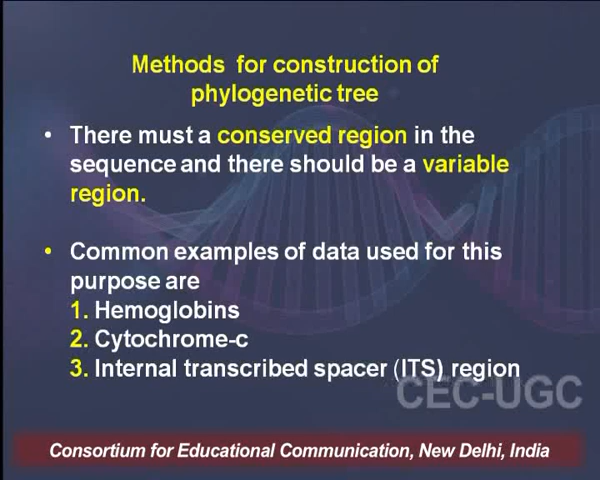 Methods for construction of
phylogenetic tree
• There must a conserved region in the
sequence and there should be a variable
region.
• Common examples of data used for this
purpose are
1. Hemoglobins
2. Cytochrome-c
3. Internal transcribed spacer (ITS) region
CEC-UGC
Consortium for Educational Communication, New Delhi, India